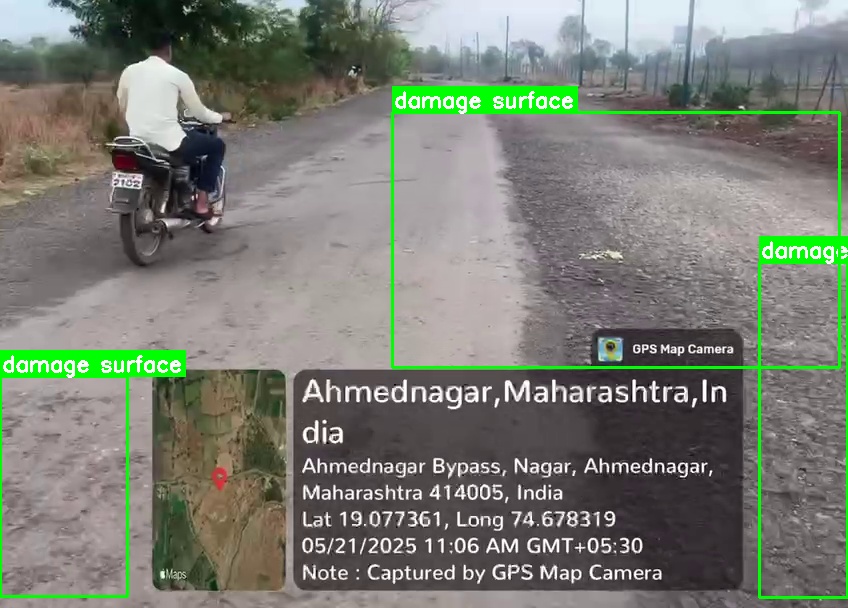 damage surface
damage
2102
damage surface
GPS Map Camera
Ahmednagar,Maharashtra,In
dia
Ahmednagar Bypass, Nagar, Ahmednagar,
Maharashtra 414005, India
Lat 19.077361, Long 74.678319
05/21/2025 11:06 AM GMT+05:30
Note : Captured by GPS Map Camera
Maps